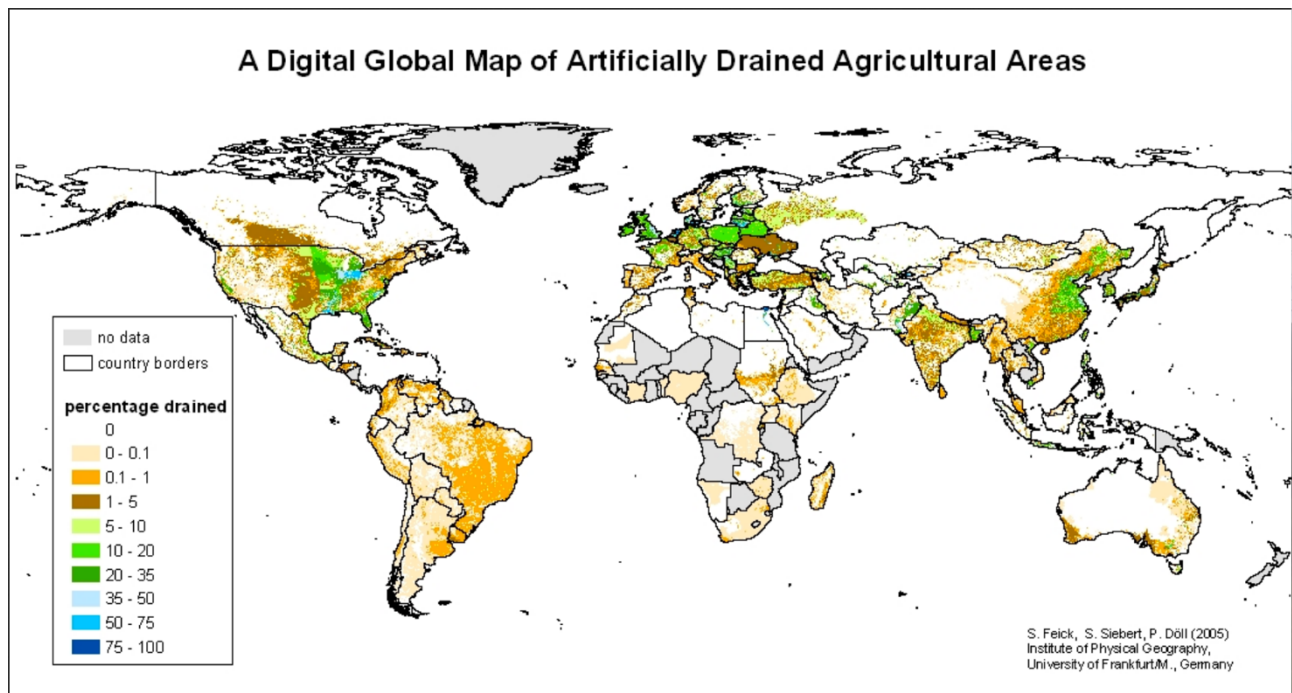 A Digital Global Map of Artificially Drained Agricultural Areas
no data
country borders
percentage drained
0
0 - 0.1
0.1 - 1
1 - 5
5 - 10
10 - 20
20 - 35
35 - 50
50 - 75
75 - 100
S. Feick, S. Siebert, P. Döll (2005)
Institute of Physical Geography,
University of Frankfurt/M., Germany